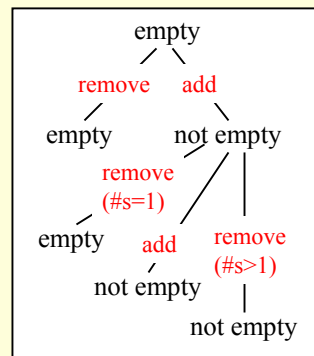 empty
remove add
empty not empty
remove
(#s=1)
empty add remove
(#s>1)
not empty
not empty